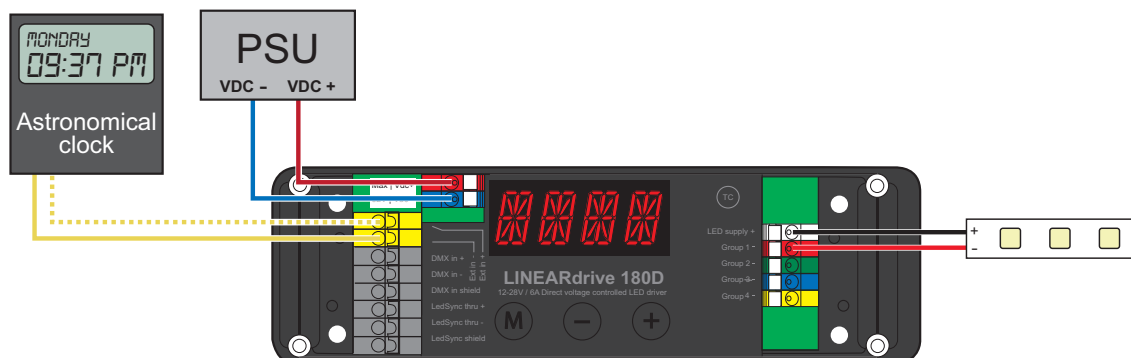 MONDAY
09:37 PM
Astronomical
clock
PSU
VDC - VDC +
TC
LED supply +
Group 1 -
Group 2 -
Group 3 -
Group 4 -
+
-
Ext in -
Ext in +
DMX in +
DMX in -
DMX in shield
LedSync thru +
LedSync thru -
LedSync shield
LINEARdrive 180D
12-28V / 6A Direct voltage controlled LED driver
M
−
+